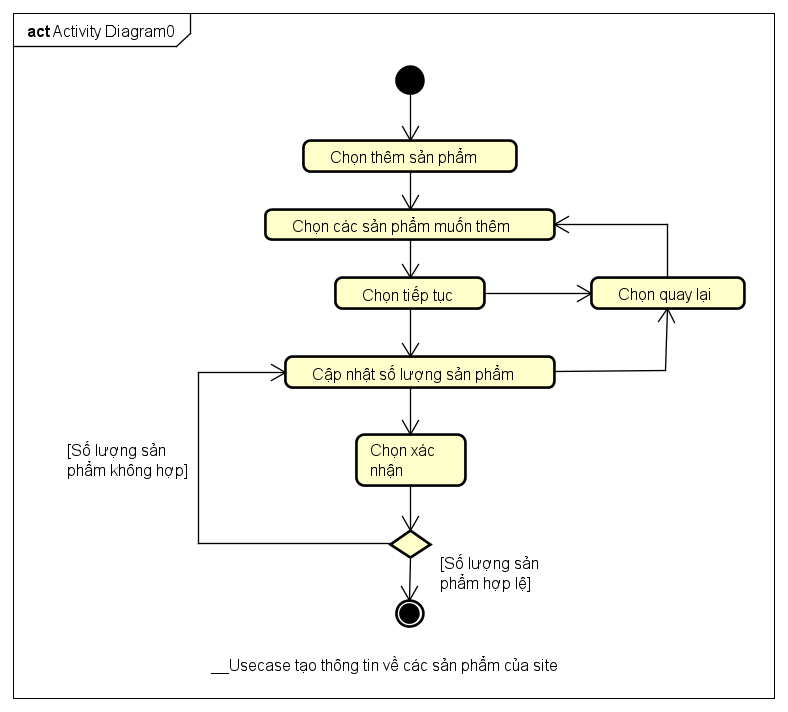 act Activity Diagram0
Chọn thêm sản phẩm
Chọn các sản phẩm muốn thêm
Chọn tiếp tục
Chọn quay lại
Cập nhật số lượng sản phẩm
[Số lượng sản
phẩm không hợp]
Chọn xác
nhận
[Số lượng sản
phẩm hợp lệ]
__Usecase tạo thông tin về các sản phẩm của site